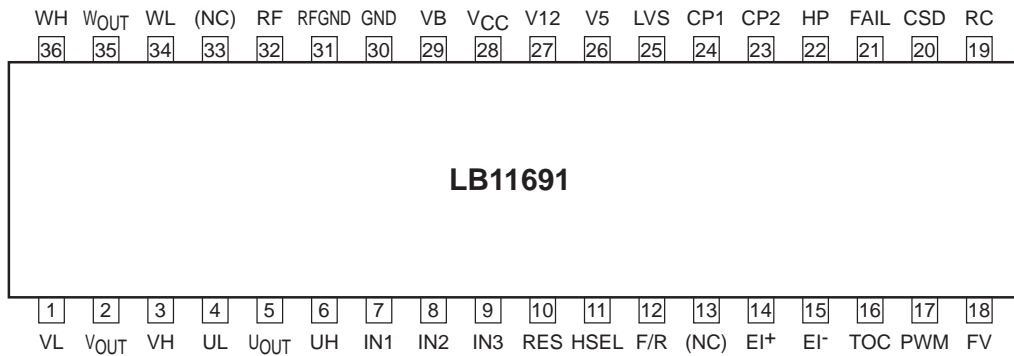 WH WOUT WL (NC) RF RFGND GND VB VCC V12 V5 LVS CP1 CP2 HP FAIL CSD RC
36 35 34 33 32 31 30 29 28 27 26 25 24 23 22 21 20 19
LB11691
1 2 3 4 5 6 7 8 9 10 11 12 13 14 15 16 17 18
VL VOUT VH UL UOUT UH IN1 IN2 IN3 RES HSEL F/R (NC) EI+ EI- TOC PWM FV